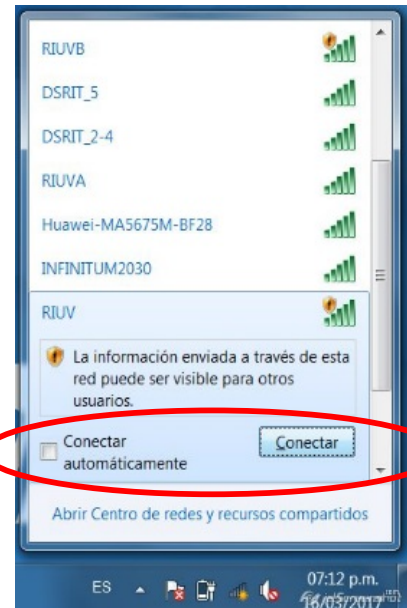 RIUVB
DSRIT_5
DSRIT_2-4
RIUVA
Huawei-MA5675M-BF28
INFINITUM2030
RIUV
La información enviada a través de esta
red puede ser visible para otros
usuarios.
Conectar
automáticamente
Conectar
Abrir Centro de redes y recursos compartidos
ES
07:12 p.m.
16/03/2017